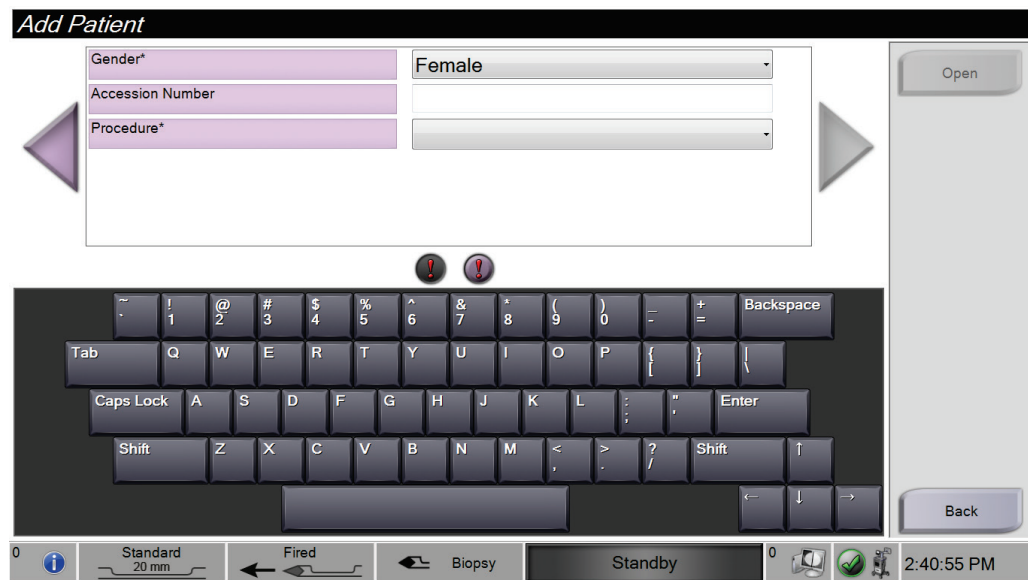 Add Patient
Gender*
Female
Accession Number
Procedure*
Open
! !
~ ! @ # $ % ^ & * ( ) _ + Backspace
` 1 2 3 4 5 6 7 8 9 0 - =
Tab Q W E R T Y U I O P { } |
[ ] \
Caps Lock A S D F G H J K L : " Enter
; '
Shift Z X C V B N M < > ? Shift ↑
, . /
← ↓ →
Back
0 i Standard 20 mm Fired Biopsy Standby 0 2:40:55 PM